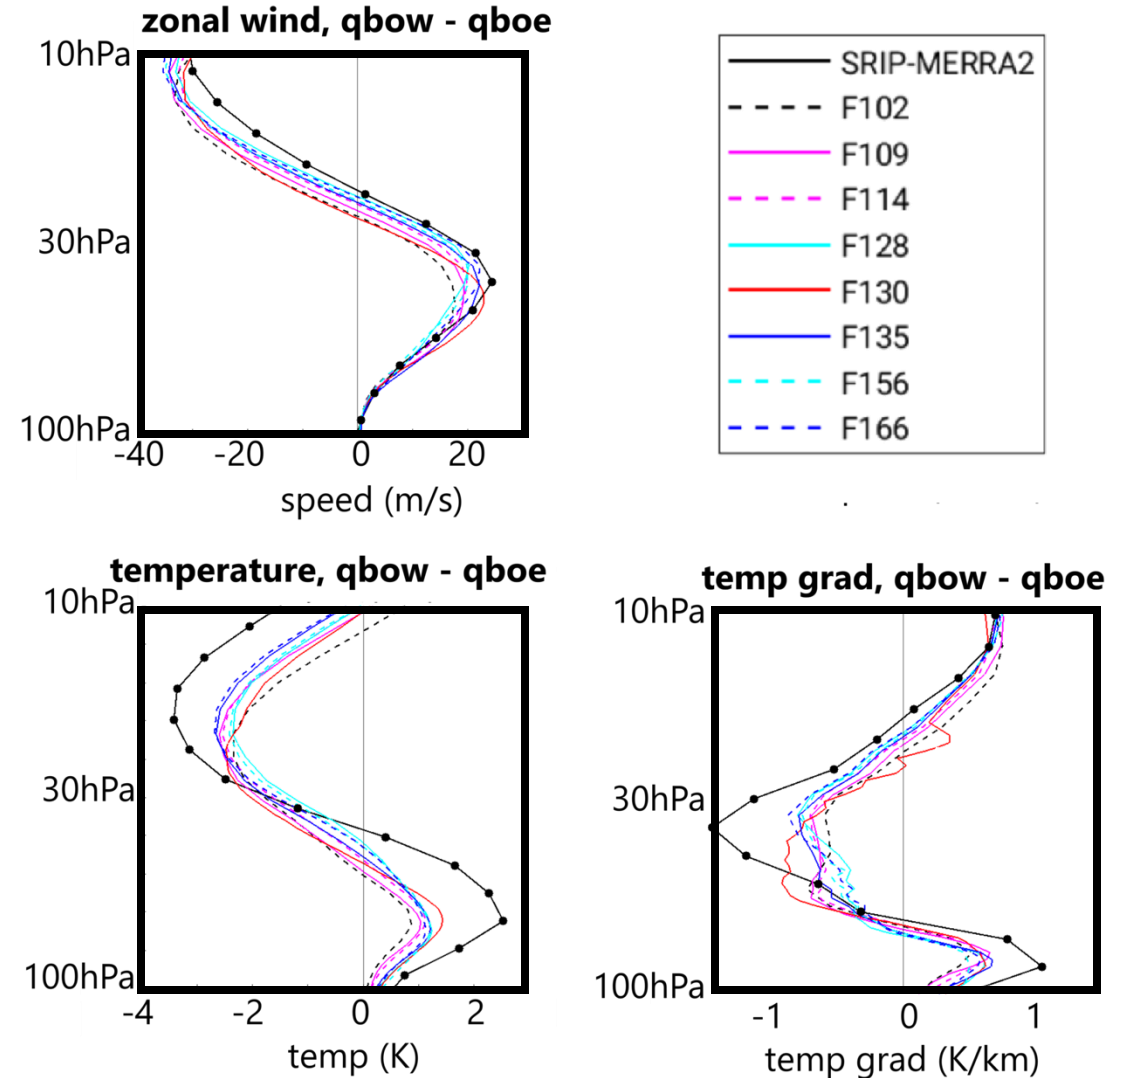 zonal wind, qbow - qboe
10hPa
30hPa
100hPa
-40 -20 0 20
speed (m/s)
SRIP-MERRA2
F102
F109
F114
F128
F130
F135
F156
F166
temperature, qbow - qboe
10hPa
30hPa
100hPa
-4 -2 0 2
temp (K)
temp grad, qbow - qboe
10hPa
30hPa
100hPa
-1 0 1
temp grad (K/km)